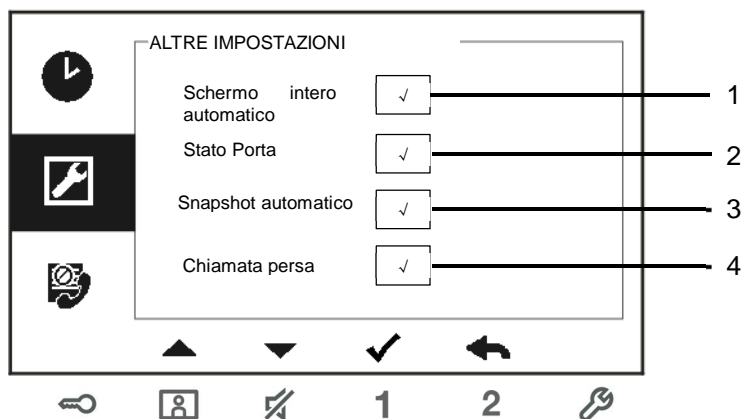 ALTRE IMPOSTAZIONI
Schermo intero
automatico
√
1
Stato Porta
√
2
Snapshot automatico
√
3
Chiamata persa
√
4
1
2